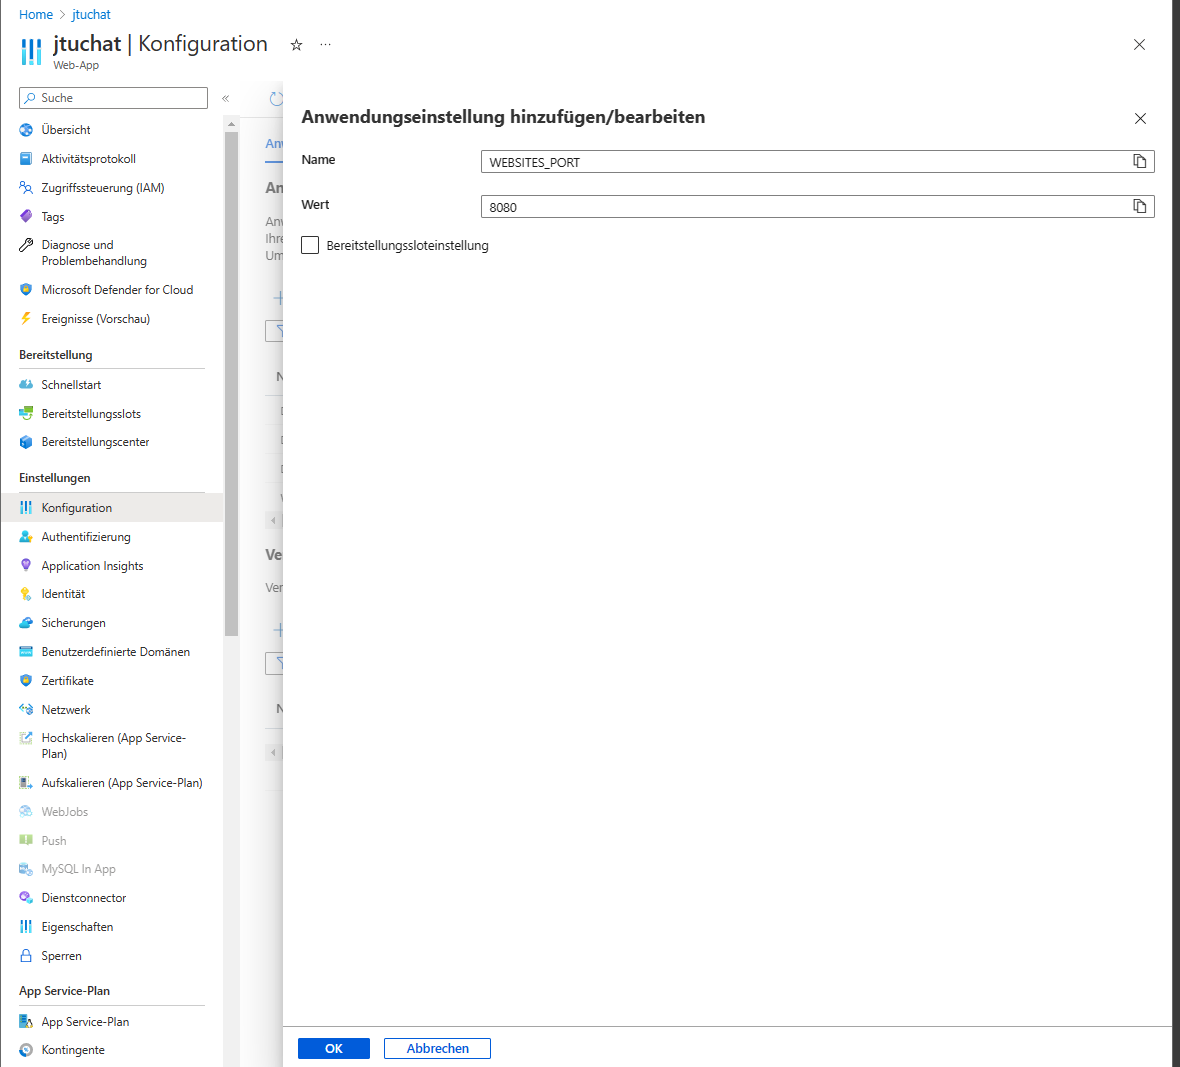 Home > jtuchat
jtuchat | Konfiguration
Web-App
Suche
Übersicht
Aktivitätsprotokoll
Zugriffssteuerung (IAM)
Tags
Diagnose und
Problembehandlung
Microsoft Defender for Cloud
Ereignisse (Vorschau)
Bereitstellung
Schnellstart
Bereitstellungsslots
Bereitstellungscenter
Einstellungen
Konfiguration
Authentifizierung
Application Insights
Identität
Sicherungen
Benutzerdefinierte Domänen
Zertifikate
Netzwerk
Hochskalieren (App Service-
Plan)
Aufskalieren (App Service-Plan)
WebJobs
Push
MySQL In App
Dienstconnector
Eigenschaften
Sperren
App Service-Plan
App Service-Plan
Kontingente
Anwendungseinstellung hinzufügen/bearbeiten
Name
WEBSITES_PORT
Wert
8080
Bereitstellungssloteinstellung
OK
Abbrechen